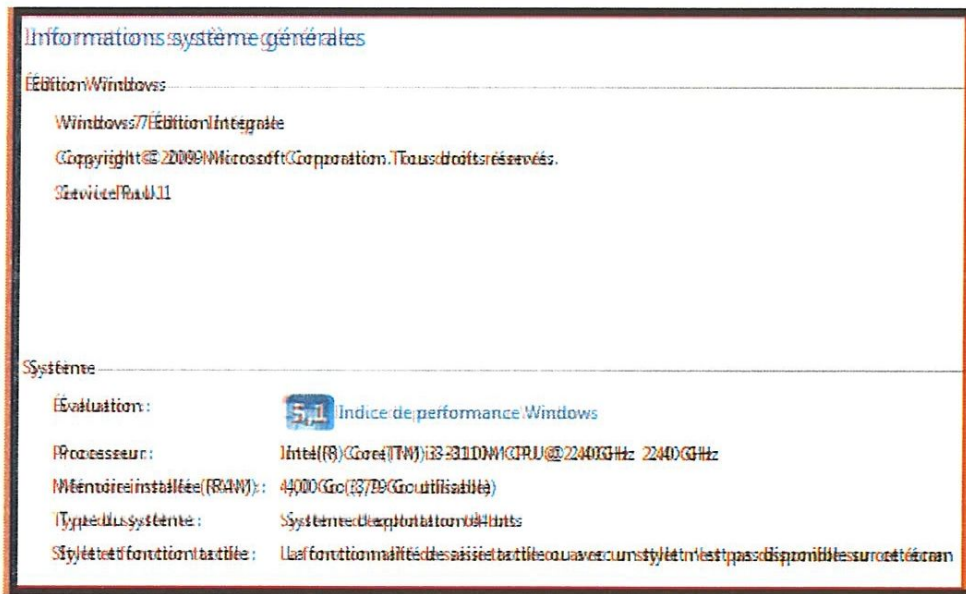 Informations système générales
Édition Windows
Windows 7 Édition Intégrale
Copyright © 2009 Microsoft Corporation. Tous droits réservés.
Service Pack 1
Système
Évaluation :
5,1 Indice de performance Windows
Processeur : Intel(R) Core(TM) i3-3110M CPU @ 2.40GHz 2.40 GHz
Mémoire installée (RAM) : 4,00 Go (3,79 Go utilisable)
Type du système : Système d'exploitation 64 bits
Stylet et fonction tactile : La fonctionnalité de saisie tactile ou avec un stylet n'est pas disponible sur cet écran